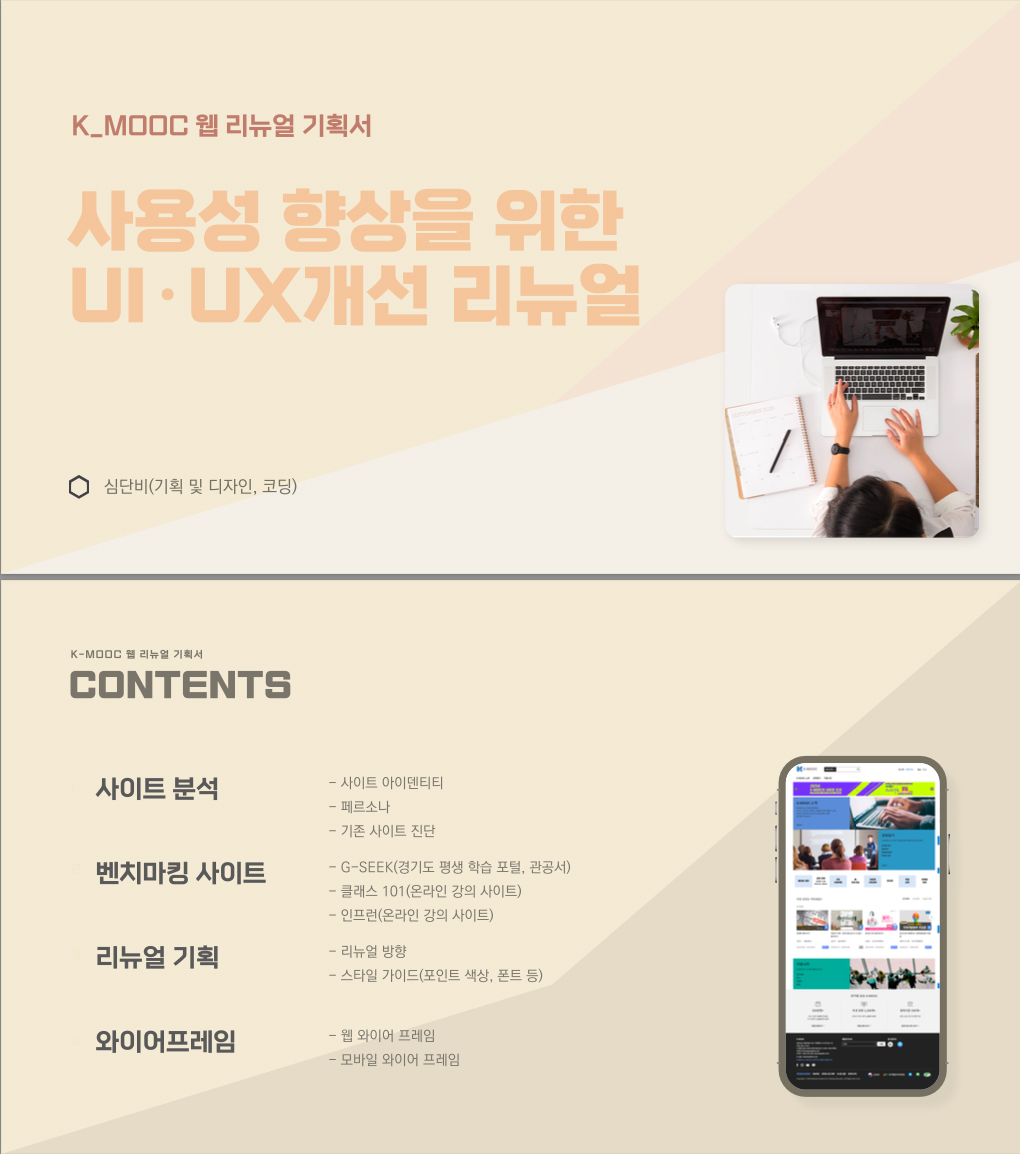 K_MOOC 웹 리뉴얼 기획서
사용성 향상을 위한
UI·UX개선 리뉴얼
심단비(기획 및 디자인, 코딩)
K-MOOC 웹 리뉴얼 기획서
CONTENTS
사이트 분석
- 사이트 아이덴티티
- 페르소나
- 기존 사이트 진단
벤치마킹 사이트
- G-SEEK(경기도 평생 학습 포털, 관공서)
- 클래스 101(온라인 강의 사이트)
- 인프런(온라인 강의 사이트)
리뉴얼 기획
- 리뉴얼 방향
- 스타일 가이드(포인트 색상, 폰트 등)
와이어프레임
- 웹 와이어 프레임
- 모바일 와이어 프레임